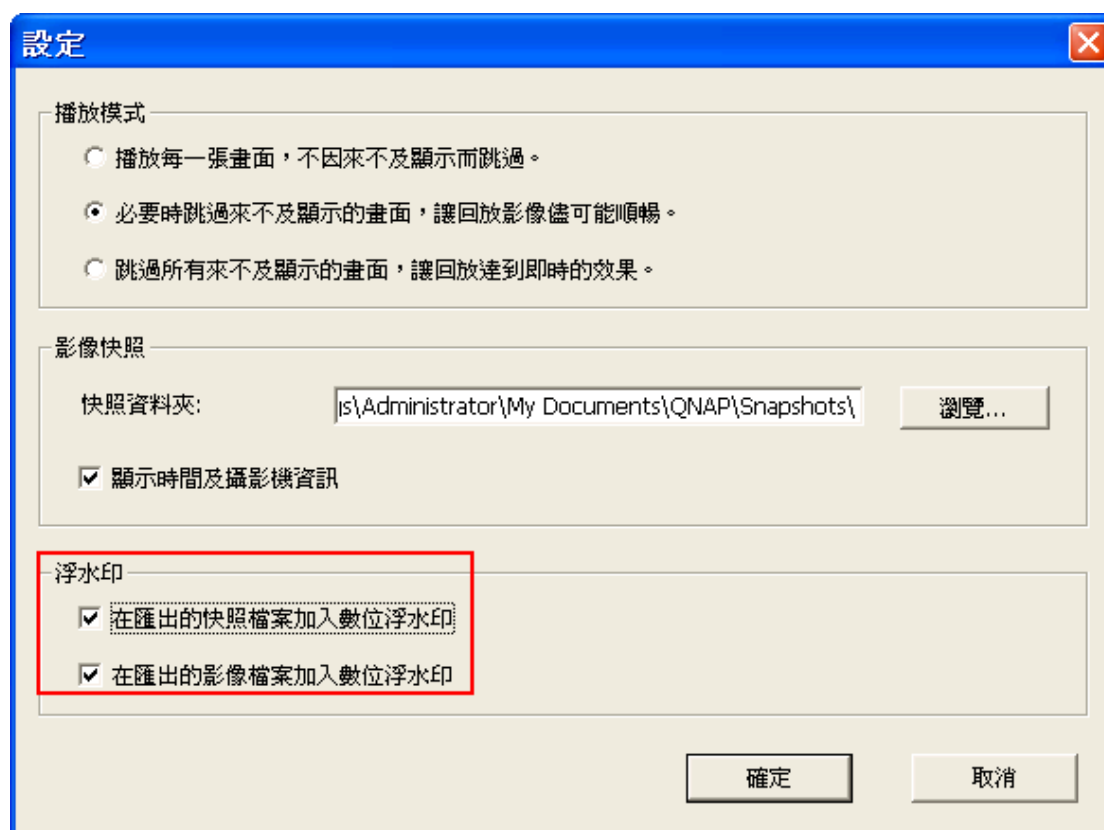 設定
播放模式
播放每一張畫面，不因來不及顯示而跳過。
必要時跳過來不及顯示的畫面，讓回放影像儘可能順暢。
跳過所有來不及顯示的畫面，讓回放達到即時的效果。
影像快照
快照資料夾: \Administrator\My Documents\QNAP\Snapshots\ 瀏覽...
顯示時間及攝影機資訊
浮水印
在匯出的快照檔案加入數位浮水印
在匯出的影像檔案加入數位浮水印
確定 取消